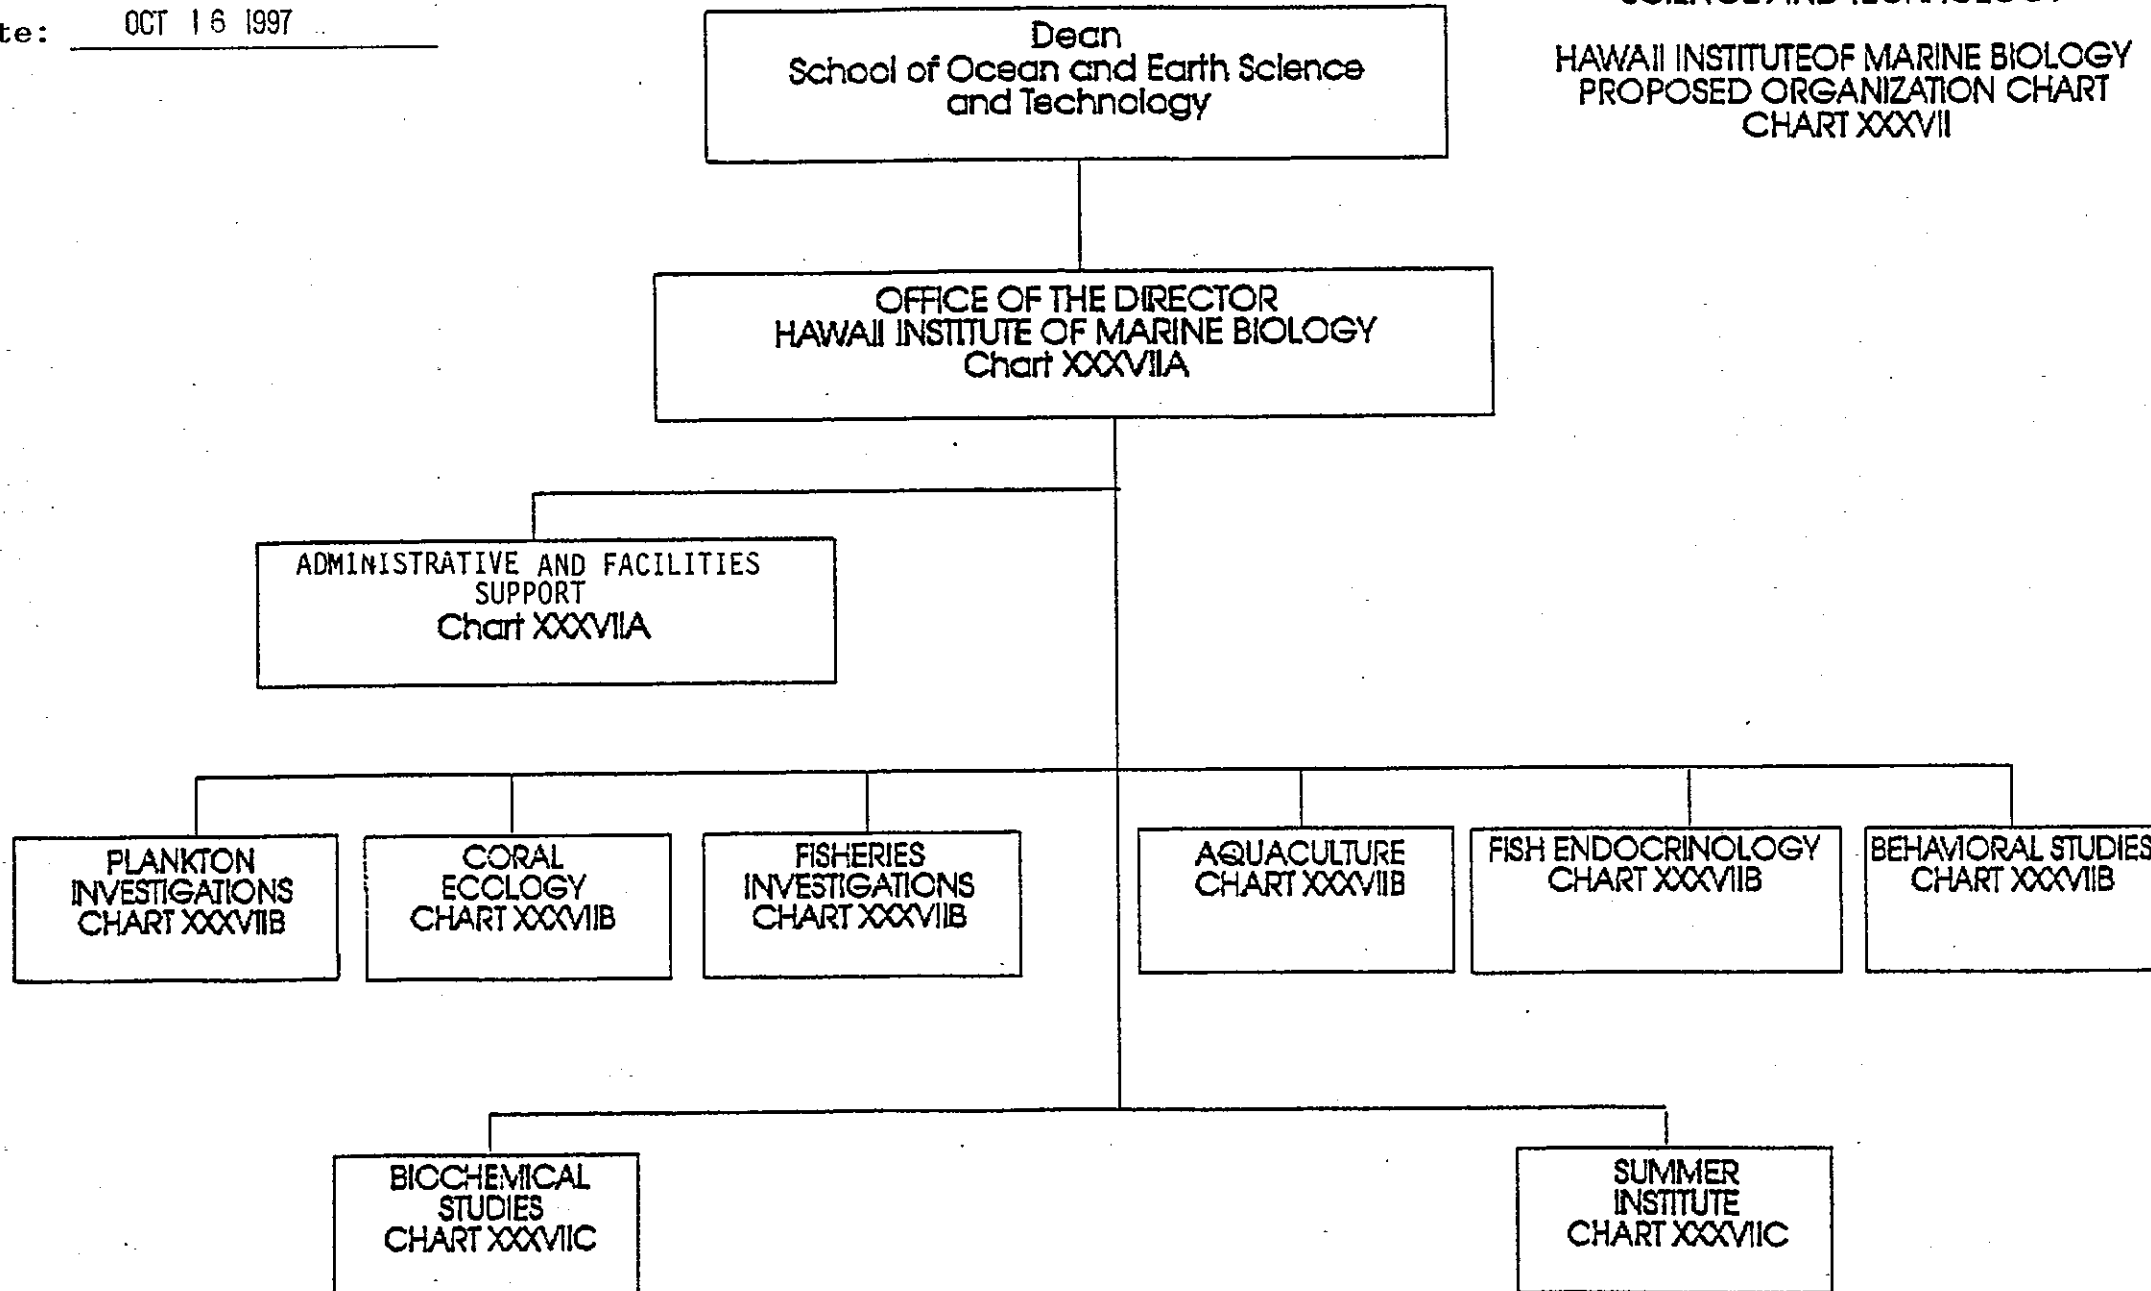 te: OCT 16 1997
SCIENCE AND TECHNOLOGY
HAWAII INSTITUTEOF MARINE BIOLOGY
PROPOSED ORGANIZATION CHART
CHART XXXVII
Dean
School of Ocean and Earth Science
and Technology
OFFICE OF THE DIRECTOR
HAWAII INSTITUTE OF MARINE BIOLOGY
Chart XXXVIIA
ADMINISTRATIVE AND FACILITIES
SUPPORT
Chart XXXVIIA
PLANKTON
INVESTIGATIONS
CHART XXXVIIB
CORAL
ECOLOGY
CHART XXXVIIB
FISHERIES
INVESTIGATIONS
CHART XXXVIIB
AQUACULTURE
CHART XXXVIIB
FISH ENDOCRINOLOGY
CHART XXXVIIB
BEHAVIORAL STUDIES
CHART XXXVIIB
BIOCHEMICAL
STUDIES
CHART XXXVIIC
SUMMER
INSTITUTE
CHART XXXVIIC